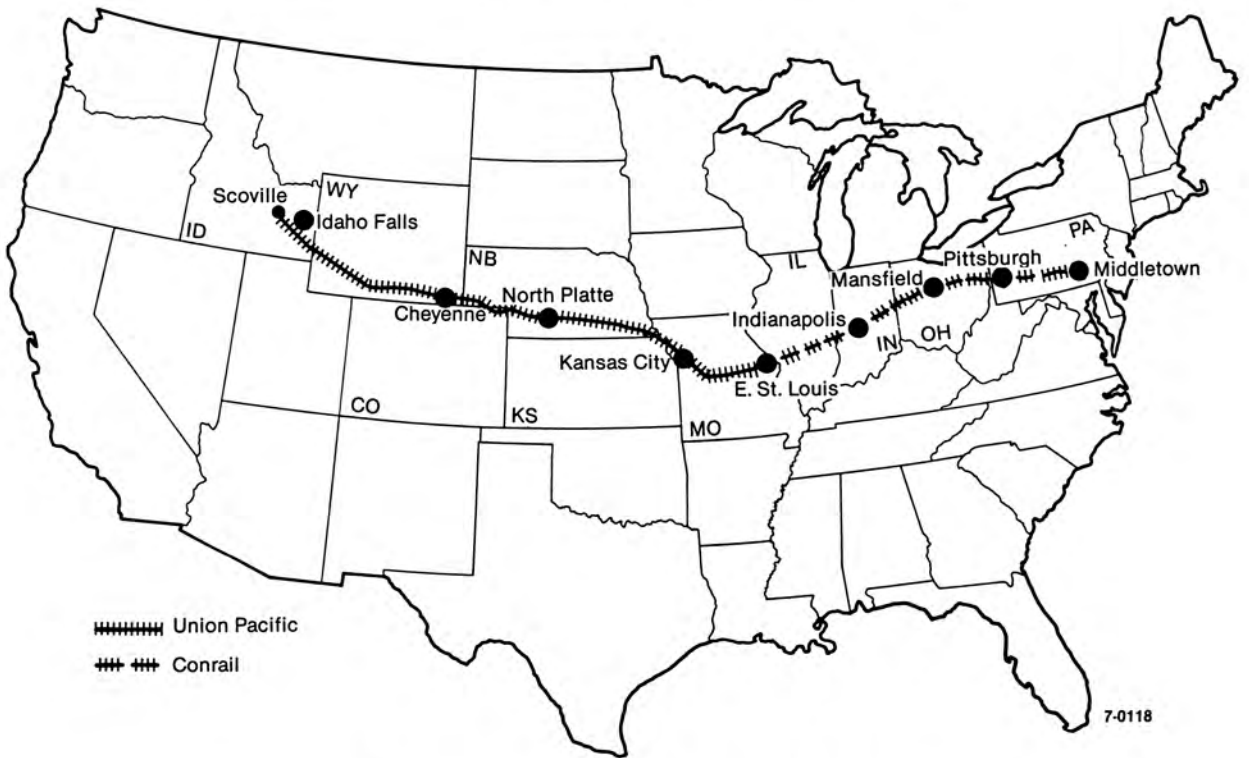 WY
Scoville
Idaho Falls
ID
PA
NB
IL
Pittsburgh
Middletown
Mansfield
North Platte
Cheyenne
Indianapolis
IN
OH
Kansas City
E. St. Louis
CO
KS
MO
Union Pacific
Conrail
7-0118